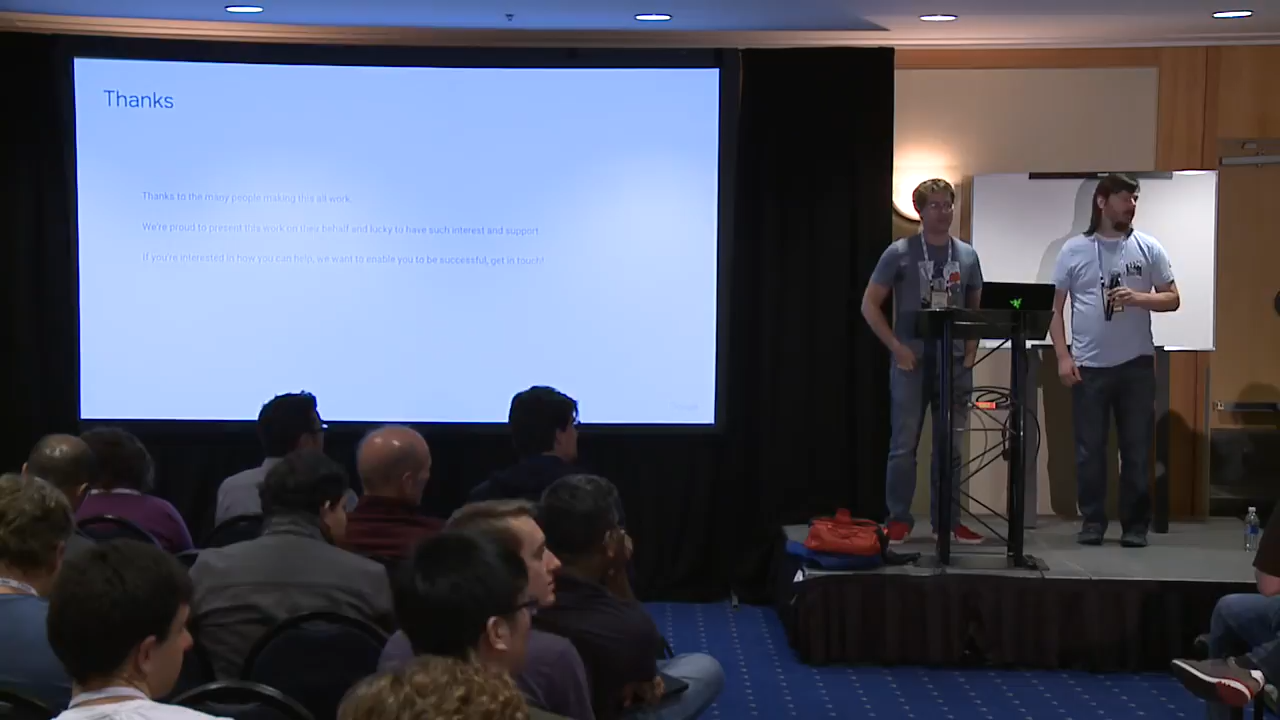 Thanks
Thanks to the many people making this all work.
We're proud to present this work on their behalf and lucky to have such interest and support.
If you're interested in how you can help, we want to enable you to be successful, get in touch!